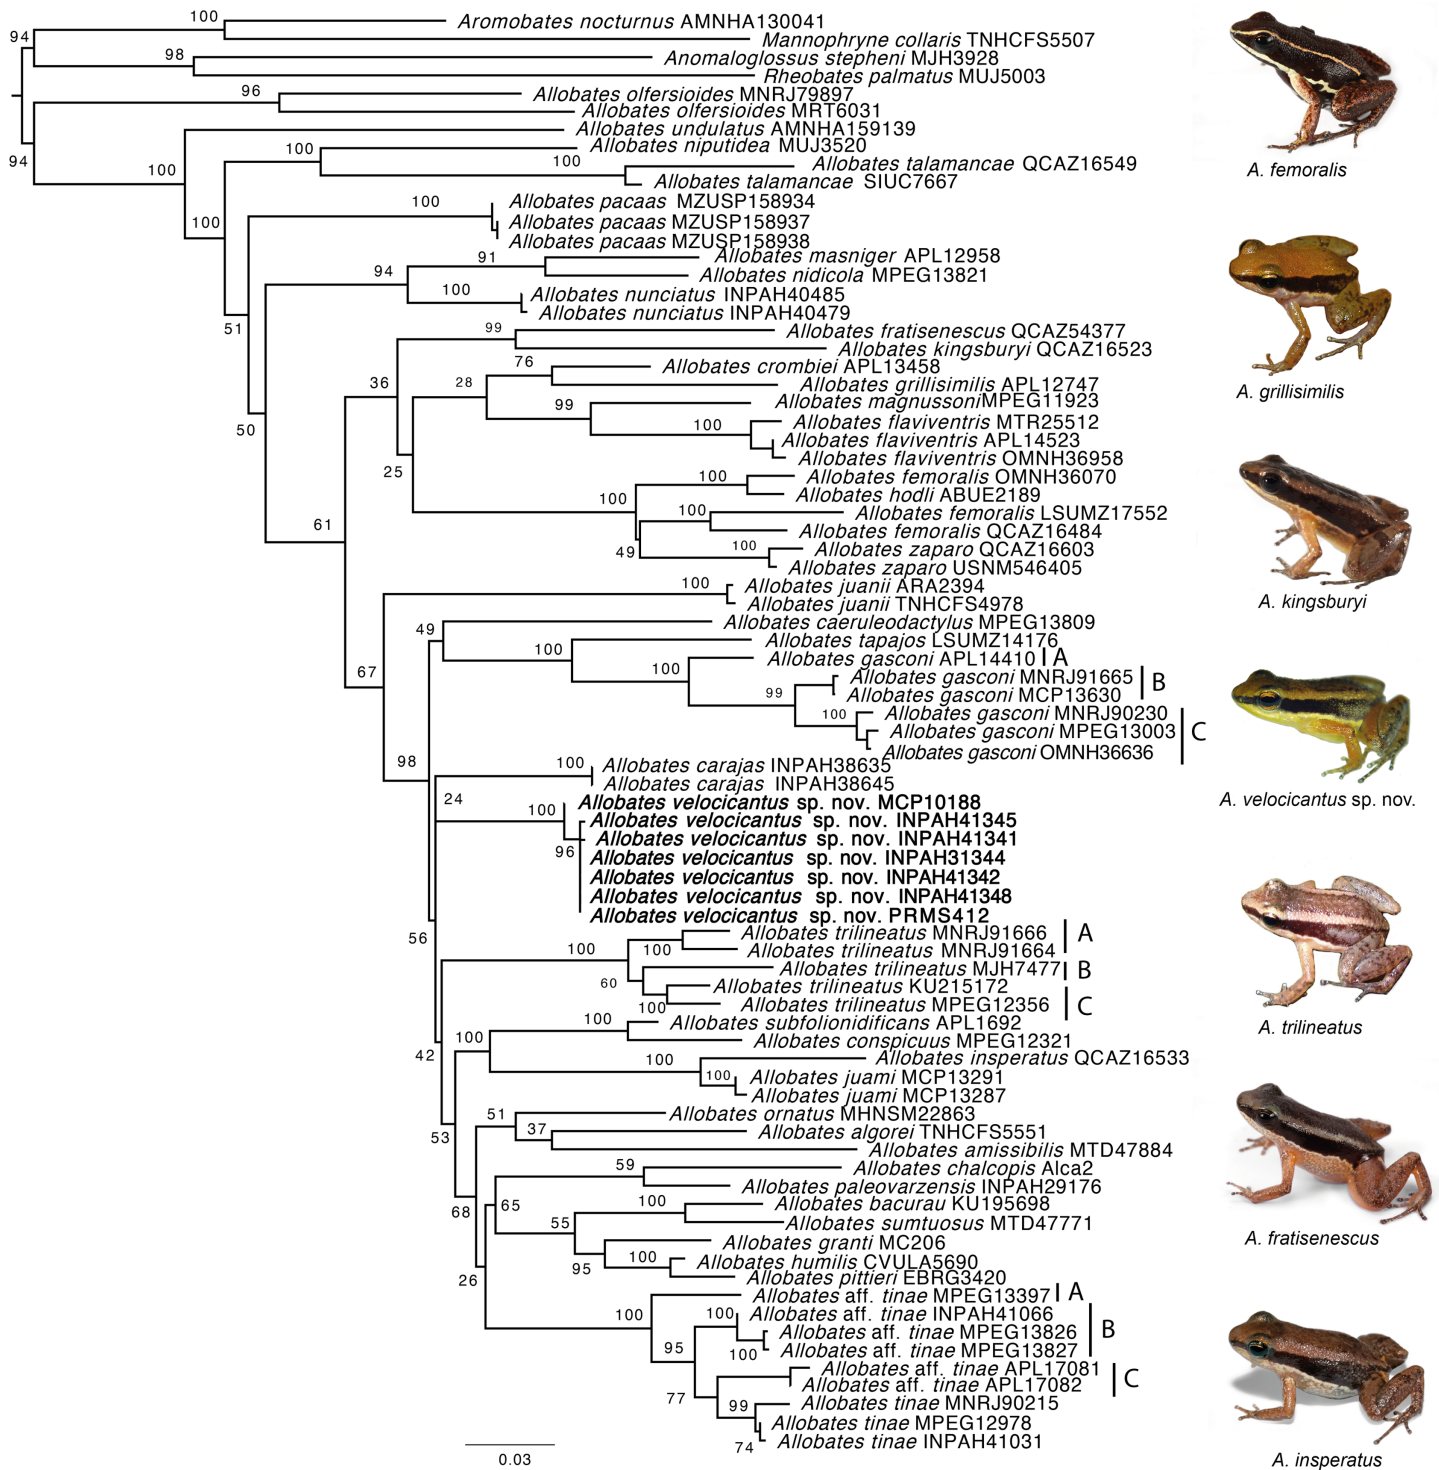 Aromobates nocturnus AMNHA130041
100
94
Mannophryne collaris TNHCFS5507
98
Anomaloglossus stepheni MJH3928
Rheobates palmatus MUJ5003
96
Allobates olfersioides MNRJ79897
Allobates olfersioides MRT6031
Allobates undulatus AMNHA159139
94
100
100
Allobates niputidea MUJ3520
100
Allobates talamancae QCAZ16549
A. femoralis
Allobates talamancae SIUC7667
100
Allobates pacaas MZUSP158934
100
Allobates pacaas MZUSP158937
Allobates pacaas MZUSP158938
91
Allobates masniger APL12958
94
Allobates nidicola MPEG13821
100
Allobates nunciatus INPAH40485
Allobates nunciatus INPAH40479
51
99
Allobates fratisenescus QCAZ54377
Allobates kingsburyi QCAZ16523
76
Allobates crombiei APL13458
36
28
Allobates grillisimilis APL12747
A. grillisimilis
99
Allobates magnussoniMPEG11923
100
Allobates flaviventris MTR25512
50
Allobates flaviventris APL14523
Allobates flaviventris OMNH36958
25
100
Allobates femoralis OMNH36070
100
Allobates hodli ABUE2189
100
Allobates femoralis LSUMZ17552
61
Allobates femoralis QCAZ16484
49
100
Allobates zaparo QCAZ16603
Allobates zaparo USNM546405
100
Allobates juanii ARA2394
Allobates juanii TNHCFS4978
A. kingsburyi
49
Allobates caeruleodactylus MPEG13809
100
Allobates tapajos LSUMZ14176
67
100
Allobates gasconi APL14410
A
99
Allobates gasconi MNRJ91665
B
Allobates gasconi MCP13630
100
Allobates gasconi MNRJ90230
Allobates gasconi MPEG13003
C
Allobates gasconi OMNH36636
98
100
Allobates carajas INPAH38635
Allobates carajas INPAH38645
24
100
Allobates velocicantus sp. nov. MCP10188
A. velocicantus sp. nov.
Allobates velocicantus sp. nov. INPAH41345
Allobates velocicantus sp. nov. INPAH41341
96
Allobates velocicantus sp. nov. INPAH31344
Allobates velocicantus sp. nov. INPAH41342
Allobates velocicantus sp. nov. INPAH41348
Allobates velocicantus sp. nov. PRMS412
56
100
Allobates trilineatus MNRJ91666
A
100
Allobates trilineatus MNRJ91664
Allobates trilineatus MJH7477
B
60
Allobates trilineatus KU215172
100
Allobates trilineatus MPEG12356
C
100
Allobates subfolionidificans APL1692
A. trilineatus
100
Allobates conspicuus MPEG12321
42
100
Allobates insperatus QCAZ16533
100
Allobates juami MCP13291
Allobates juami MCP13287
51
Allobates ornatus MHNSM22863
53
37
Allobates algorei TNHCFS5551
Allobates amissibilis MTD47884
59
Allobates chalcopis Alca2
Allobates paleovarzensis INPAH29176
68
65
100
Allobates bacurau KU195698
55
Allobates sumtuosus MTD47771
Allobates granti MC206
A. fratisenescus
95
100
Allobates humilis CVULA5690
26
Allobates pittieri EBRG3420
Allobates aff. tinae MPEG13397
A
100
100
Allobates aff. tinae INPAH41066
Allobates aff. tinae MPEG13826
B
95
100
Allobates aff. tinae MPEG13827
Allobates aff. tinae APL17081
C
Allobates aff. tinae APL17082
77
99
Allobates tinae MNRJ90215
Allobates tinae MPEG12978
74
Allobates tinae INPAH41031
0.03
A. insperatus